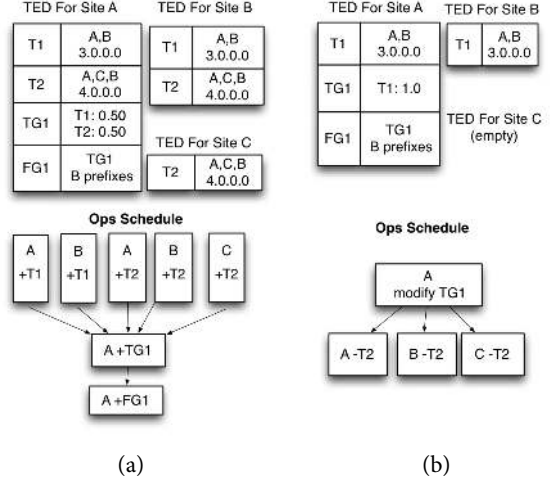 TED For Site A
T1
A,B
3.0.0.0
T2
A,C,B
4.0.0.0
TG1
T1: 0.50
T2: 0.50
FG1
TG1
B prefixes
TED For Site B
T1
A,B
3.0.0.0
T2
A,C,B
4.0.0.0
TED For Site C
T2
A,C,B
4.0.0.0
Ops Schedule
A
+T1
B
+T1
A
+T2
B
+T2
C
+T2
A +TG1
A +FG1
(a)
TED For Site A
T1
A,B
3.0.0.0
TG1
T1: 1.0
FG1
TG1
B prefixes
TED For Site B
T1
A,B
3.0.0.0
TED For Site C
(empty)
Ops Schedule
A
modify TG1
A -T2
B -T2
C -T2
(b)